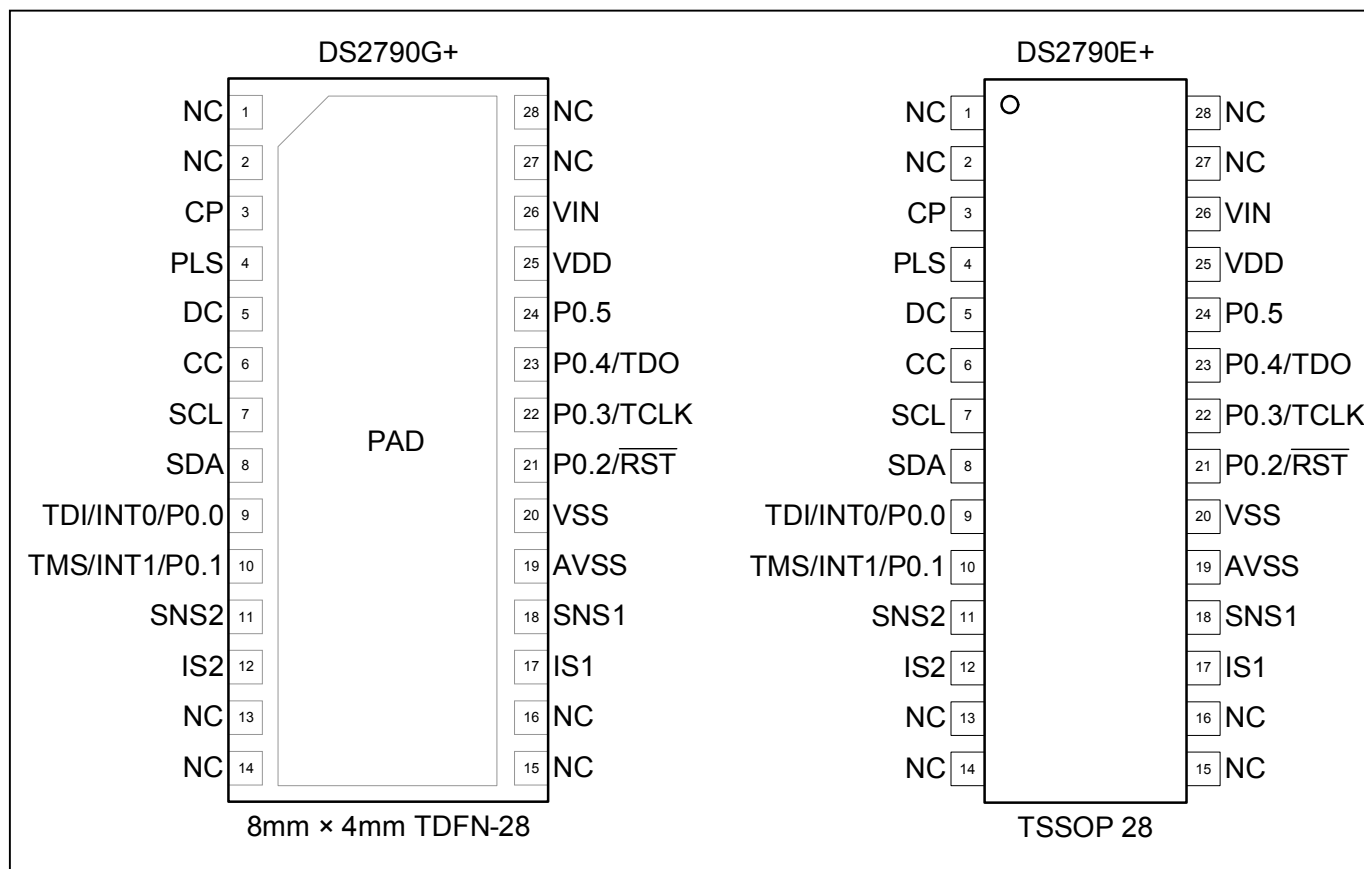 DS2790G+
NC 1
NC 2
CP 3
PLS 4
DC 5
CC 6
SCL 7
SDA 8
TDI/INT0/P0.0 9
TMS/INT1/P0.1 10
SNS2 11
IS2 12
NC 13
NC 14
PAD
28 NC
27 NC
26 VIN
25 VDD
24 P0.5
23 P0.4/TDO
22 P0.3/TCLK
21 P0.2/R̅S̅T̅
20 VSS
19 AVSS
18 SNS1
17 IS1
16 NC
15 NC
8mm × 4mm TDFN-28
DS2790E+
NC 1
NC 2
CP 3
PLS 4
DC 5
CC 6
SCL 7
SDA 8
TDI/INT0/P0.0 9
TMS/INT1/P0.1 10
SNS2 11
IS2 12
NC 13
NC 14
28 NC
27 NC
26 VIN
25 VDD
24 P0.5
23 P0.4/TDO
22 P0.3/TCLK
21 P0.2/R̅S̅T̅
20 VSS
19 AVSS
18 SNS1
17 IS1
16 NC
15 NC
TSSOP 28